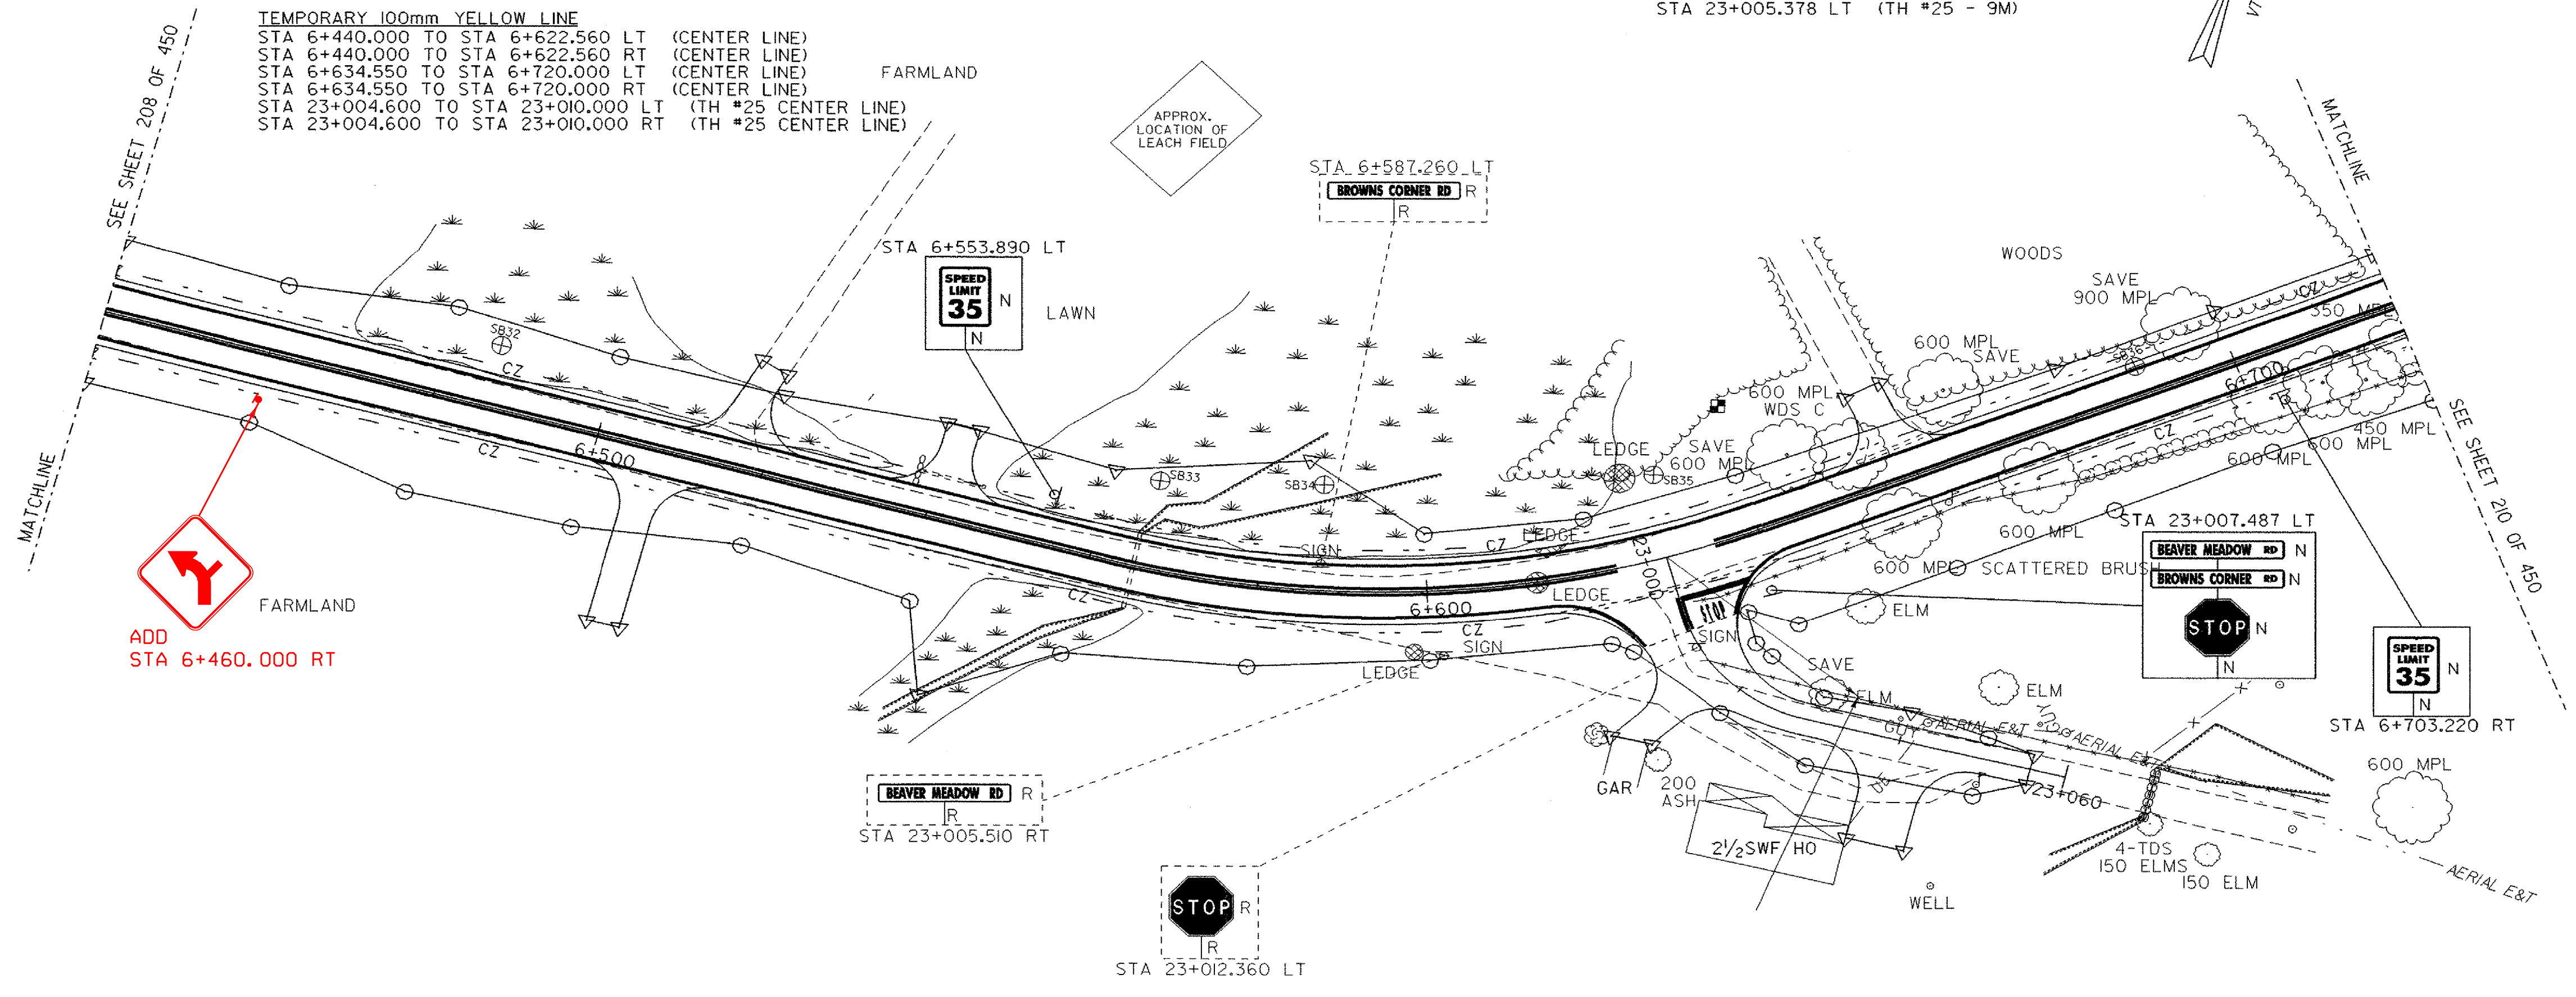 TEMPORARY 100mm YELLOW LINE
STA 6+440.000 TO STA 6+622.560 LT (CENTER LINE)
STA 6+440.000 TO STA 6+622.560 RT (CENTER LINE)
STA 6+634.550 TO STA 6+720.000 LT (CENTER LINE)
STA 6+634.550 TO STA 6+720.000 RT (CENTER LINE)
STA 23+004.600 TO STA 23+010.000 LT (TH #25 CENTER LINE)
STA 23+004.600 TO STA 23+010.000 RT (TH #25 CENTER LINE)
STA 23+005.378 LT (TH #25 - 9M)
SEE SHEET 208 OF 450
MATCHLINE
FARMLAND
APPROX.
LOCATION OF
LEACH FIELD
STA 6+587.260 LT
BROWNS CORNER RD R
R
STA 6+553.890 LT
SPEED
LIMIT
35
N
N
LAWN
MATCHLINE
SEE SHEET 210 OF 450
WOODS
SAVE
900 MPL
350 MPL
600 MPL
SAVE
SB36
6+700
600 MPL
WDS C
SAVE
600 MPL
LEDGE
SB35
SB32
CZ
CZ
6+500
SB33
SB34
SIGN
CZ
LEDGE
CZ
CZ
450 MPL
600 MPL
600 MPL
600 MPL
600 MPL
SCATTERED BRUSH
23+000
6+600
LEDGE
CZ
CZ
SIGN
LEDGE
STOP
SIGN
ELM
SAVE
ELM
ELM
GUY
AERIAL E&T
GUY
AERIAL E&T
STA 23+007.487 LT
BEAVER MEADOW RD N
BROWNS CORNER RD N
STOP N
N
SPEED
LIMIT
35
N
N
STA 6+703.220 RT
FARMLAND
ADD
STA 6+460.000 RT
BEAVER MEADOW RD R
R
STA 23+005.510 RT
STOP R
R
STA 23+012.360 LT
GAR
200
ASH
2½SWF HO
23+060
WELL
4-TDS
150 ELMS
150 ELM
600 MPL
AERIAL E&T